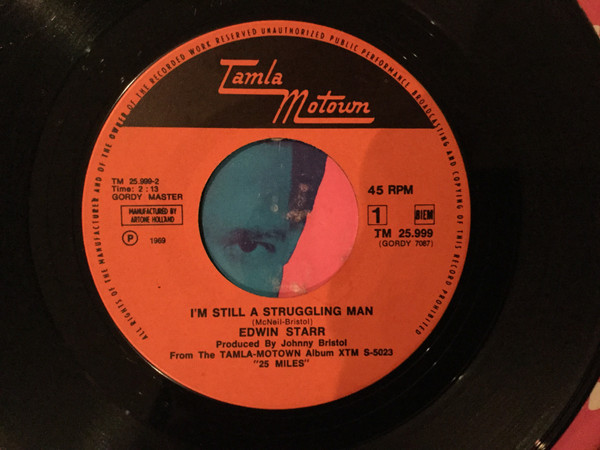 ALL RIGHTS OF THE MANUFACTURER AND OF THE OWNER OF THE RECORDED WORK RESERVED UNAUTHORIZED PUBLIC PERFORMANCE BROADCASTING AND COPYING OF THIS RECORD PROHIBITED
Tamla
Motown
TM 25.999-2
Time: 2:13
GORDY MASTER
MANUFACTURED BY
ARTONE HOLLAND
P 1969
45 RPM
1 BIEM
TM 25.999
(GORDY 7087)
I'M STILL A STRUGGLING MAN
(McNeil-Bristol)
EDWIN STARR
Produced By Johnny Bristol
From The TAMLA-MOTOWN Album XTM S-5023
"25 MILES"